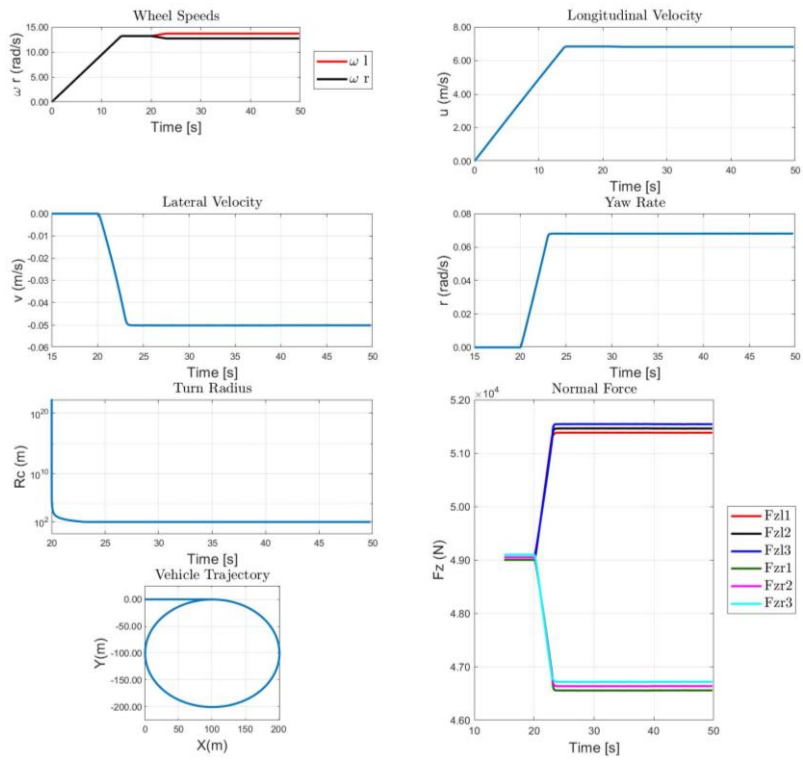 Wheel Speeds
15.00
10.00
5.00
0.00
ω r (rad/s)
0 10 20 30 40 50
Time [s]
ω l
ω r
Longitudinal Velocity
8.00
6.00
4.00
2.00
0.00
u (m/s)
0 10 20 30 40 50
Time [s]
Lateral Velocity
0.00
-0.01
-0.02
-0.03
-0.04
-0.05
-0.06
v (m/s)
15 20 25 30 35 40 45 50
Time [s]
Yaw Rate
0.08
0.06
0.04
0.02
0.00
r (rad/s)
15 20 25 30 35 40 45 50
Time [s]
Turn Radius
10^20
10^10
10^2
Rc (m)
20 25 30 35 40 45 50
Time [s]
Normal Force
×10^4
5.20
5.10
5.00
4.90
4.80
4.70
4.60
Fz (N)
10 20 30 40 50
Time [s]
Fzl1
Fzl2
Fzl3
Fzr1
Fzr2
Fzr3
Vehicle Trajectory
0.00
-50.00
-100.00
-150.00
-200.00
Y(m)
0 50 100 150 200
X(m)